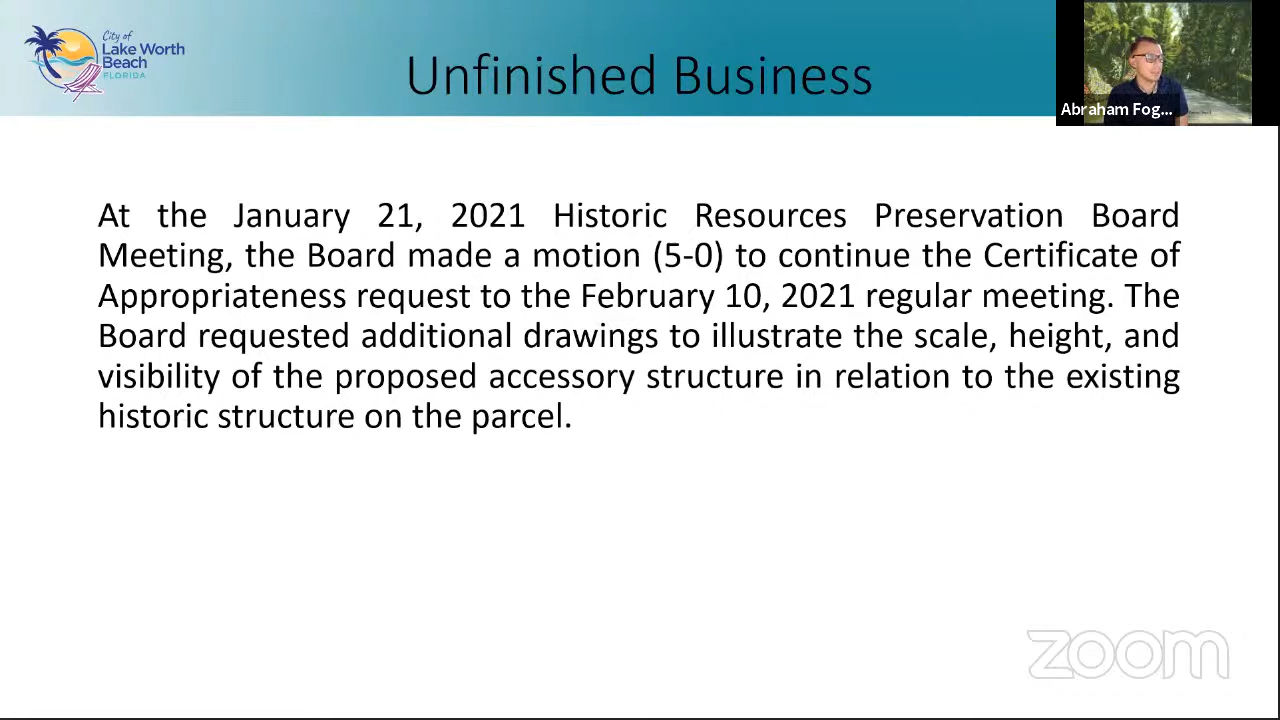 City of
Lake Worth
Beach
FLORIDA
Unfinished Business
Abraham Fog...
At the January 21, 2021 Historic Resources Preservation Board
Meeting, the Board made a motion (5-0) to continue the Certificate of
Appropriateness request to the February 10, 2021 regular meeting. The
Board requested additional drawings to illustrate the scale, height, and
visibility of the proposed accessory structure in relation to the existing
historic structure on the parcel.
zoom